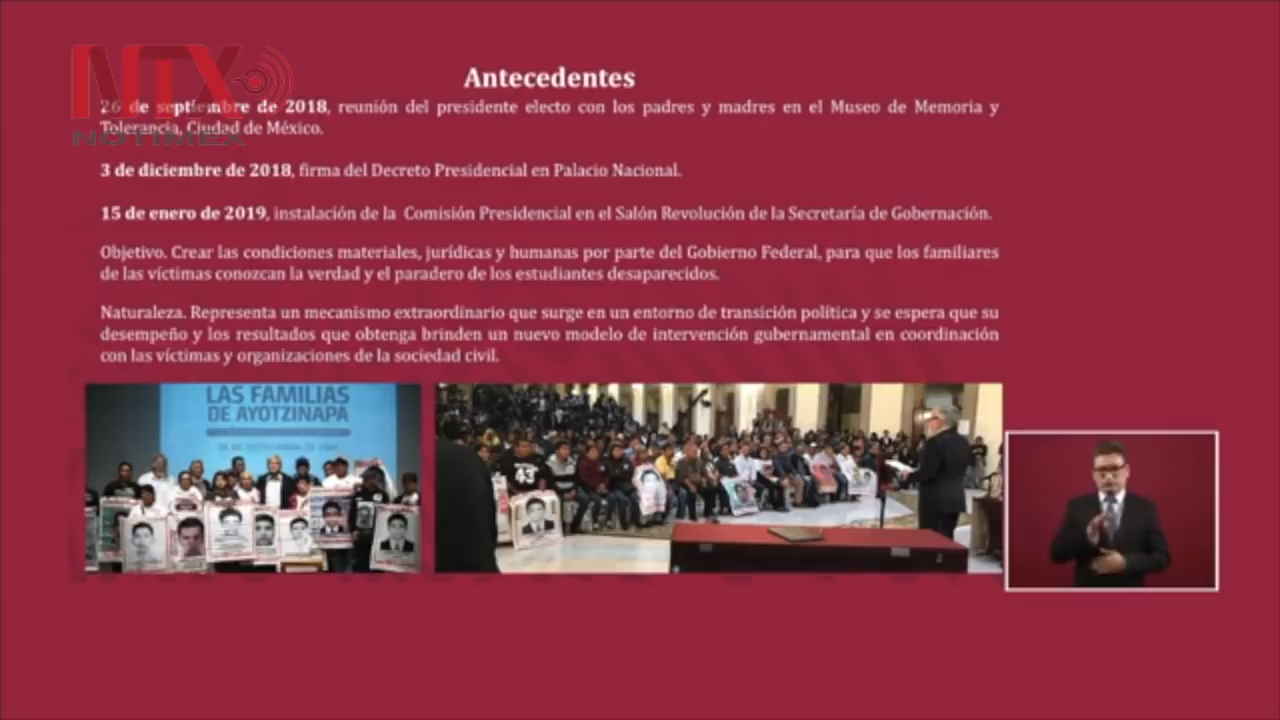 NTX
NOTIMEX
Antecedentes
26 de septiembre de 2018, reunión del presidente electo con los padres y madres en el Museo de Memoria y
Tolerancia, Ciudad de México.
3 de diciembre de 2018, firma del Decreto Presidencial en Palacio Nacional.
15 de enero de 2019, instalación de la Comisión Presidencial en el Salón Revolución de la Secretaría de Gobernación.
Objetivo. Crear las condiciones materiales, jurídicas y humanas por parte del Gobierno Federal, para que los familiares
de las víctimas conozcan la verdad y el paradero de los estudiantes desaparecidos.
Naturaleza. Representa un mecanismo extraordinario que surge en un entorno de transición política y se espera que su
desempeño y los resultados que obtenga brinden un nuevo modelo de intervención gubernamental en coordinación
con las víctimas y organizaciones de la sociedad civil.
LAS FAMILIAS
DE AYOTZINAPA
43